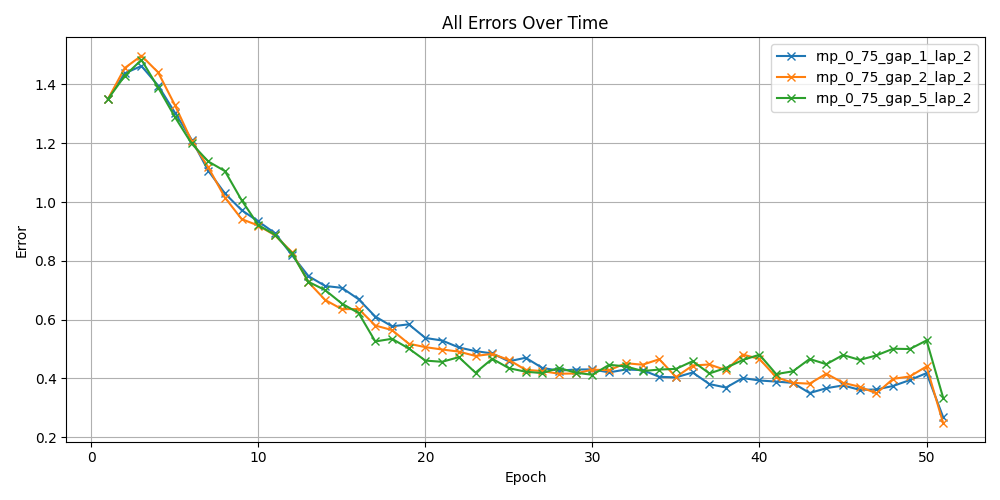 All Errors Over Time
rnp_0_75_gap_1_lap_2
rnp_0_75_gap_2_lap_2
rnp_0_75_gap_5_lap_2
Error
1.4
1.2
1.0
0.8
0.6
0.4
0.2
0 10 20 30 40 50
Epoch